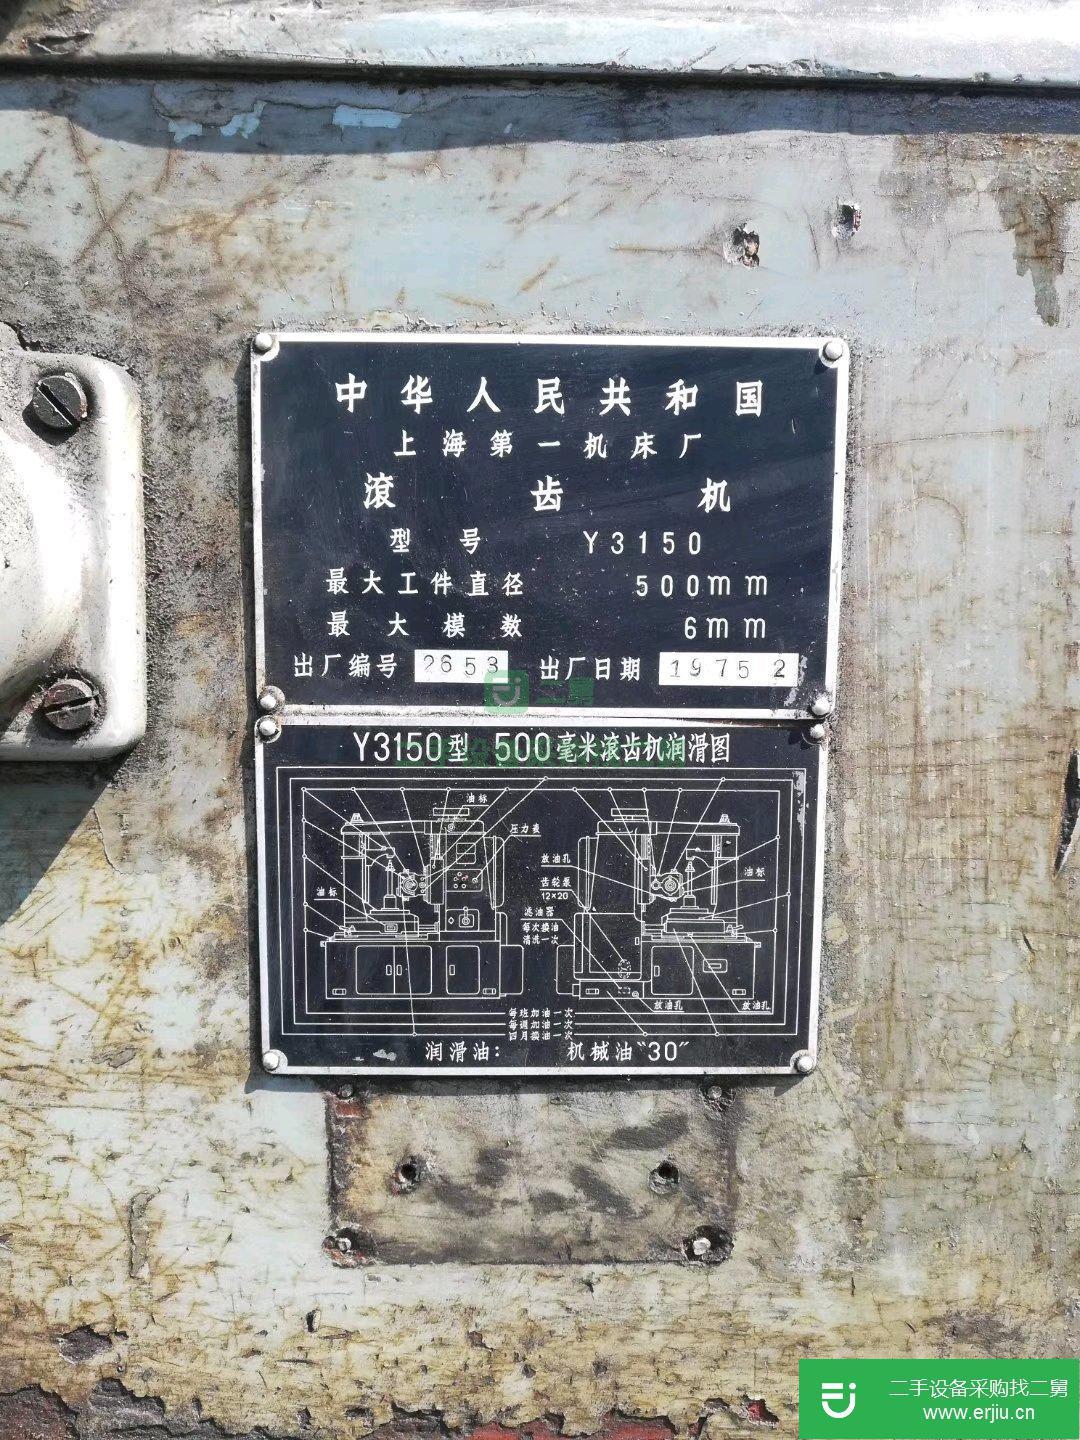 中华人民共和国
上海第一机床厂
滚齿机
型号 Y3150
最大工件直径 500mm
最大模数 6mm
出厂编号 2653 出厂日期 1975 2
二舅
Y3150型 500毫米滚齿机润滑图
油标
压力表
放油孔
油标
齿轮泵
12×20
油标
滤油器
每次换油
清洗一次
放油孔
放油孔
每班加油一次
每週加油一次
四月换油一次
润滑油: 机械油"30"
二手设备采购找二舅
www.erjiu.cn